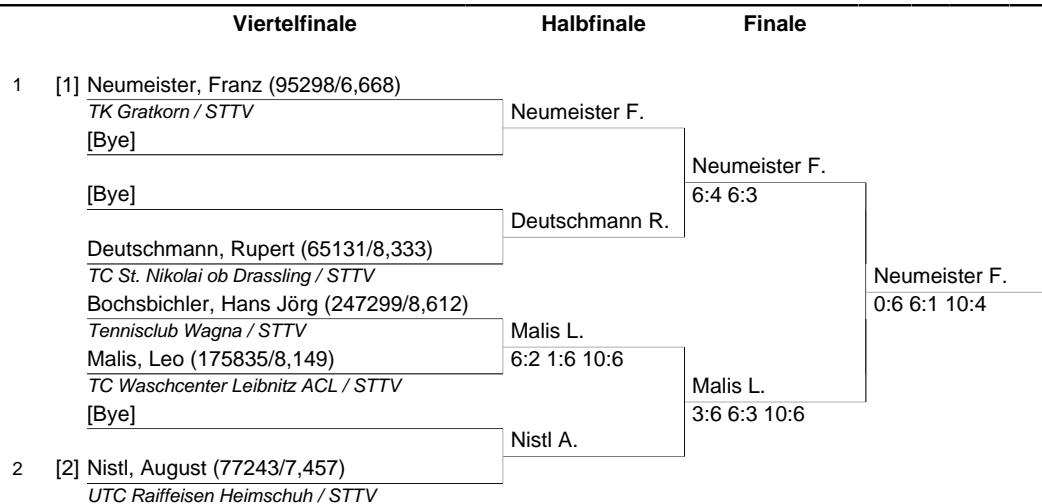 Viertelfinale Halbfinale Finale
1 [1] Neumeister, Franz (95298/6,668)
TK Gratkorn / STTV Neumeister F.
[Bye]
Neumeister F.
[Bye] 6:4 6:3
Deutschmann R.
Deutschmann, Rupert (65131/8,333)
TC St. Nikolai ob Drassling / STTV Neumeister F.
Bochsbichler, Hans Jörg (247299/8,612) 0:6 6:1 10:4
Tennisclub Wagna / STTV Malis L.
Malis, Leo (175835/8,149) 6:2 1:6 10:6
TC Waschcenter Leibnitz ACL / STTV Malis L.
[Bye] 3:6 6:3 10:6
Nistl A.
2 [2] Nistl, August (77243/7,457)
UTC Raiffeisen Heimschuh / STTV